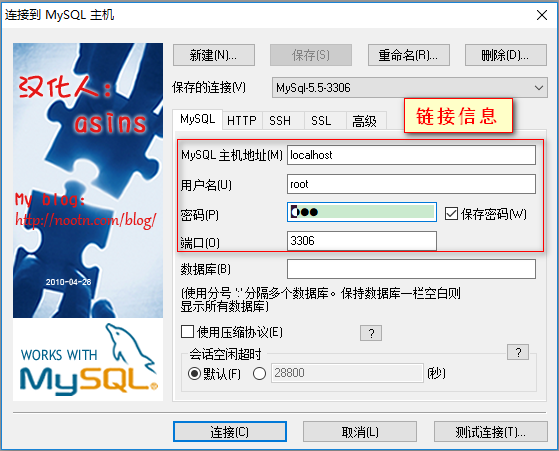 连接到 MySQL 主机
汉化人：
asins
My blog:
http://nootn.com/blog/
2010-04-26
WORKS WITH
MySQL®
新建(N)...
保存(S)
重命名(R)...
删除(D)...
保存的连接(V)
MySql-5.5-3306
MySQL
HTTP
SSH
SSL
高级
链接信息
MySQL 主机地址(M)
localhost
用户名(U)
root
密码(P)
●●●
保存密码(W)
端口(O)
3306
数据库(B)
(使用分号 ';' 分隔多个数据库。保持数据库一栏空白则
显示所有数据库)
使用压缩协议(E)
?
会话空闲超时
?
默认(F)
28800
(秒)
连接(C)
取消(L)
测试连接(T)...